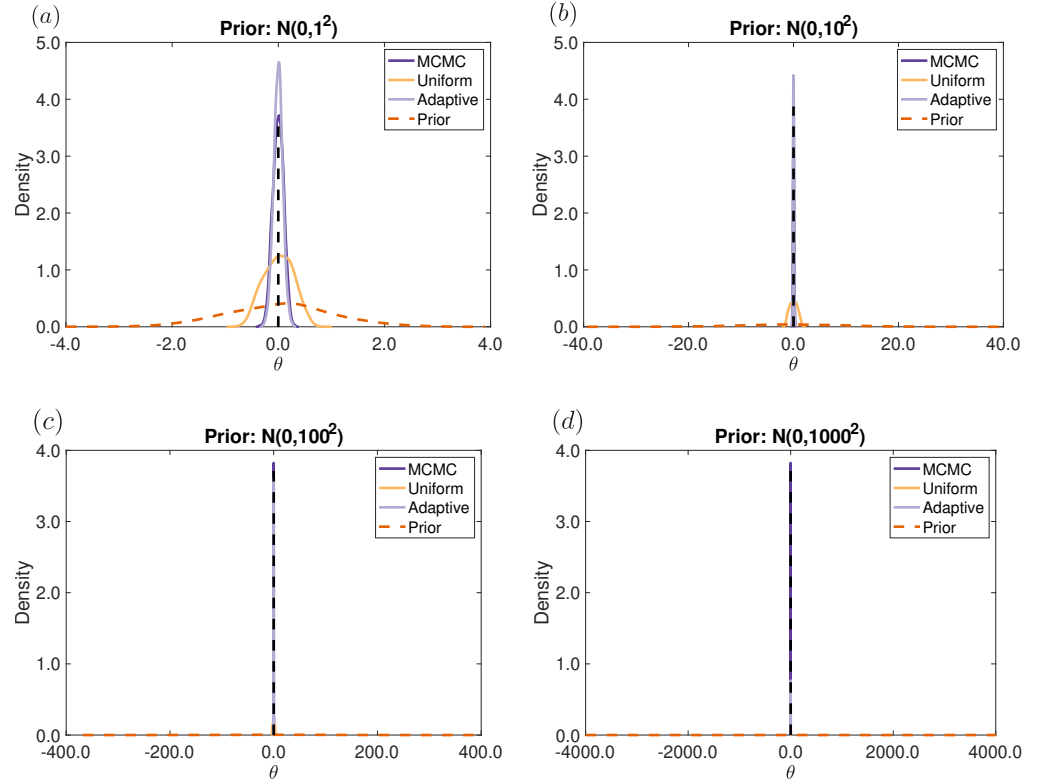 (a)
Prior: N(0,1²)
5.0
4.0
3.0
2.0
1.0
0.0
Density
-4.0
-2.0
0.0
2.0
4.0
θ
MCMC
Uniform
Adaptive
Prior
(b)
Prior: N(0,10²)
5.0
4.0
3.0
2.0
1.0
0.0
Density
-40.0
-20.0
0.0
20.0
40.0
θ
MCMC
Uniform
Adaptive
Prior
(c)
Prior: N(0,100²)
4.0
3.0
2.0
1.0
0.0
Density
-400.0
-200.0
0.0
200.0
400.0
θ
MCMC
Uniform
Adaptive
Prior
(d)
Prior: N(0,1000²)
4.0
3.0
2.0
1.0
0.0
Density
-4000.0
-2000.0
0.0
2000.0
4000.0
θ
MCMC
Uniform
Adaptive
Prior